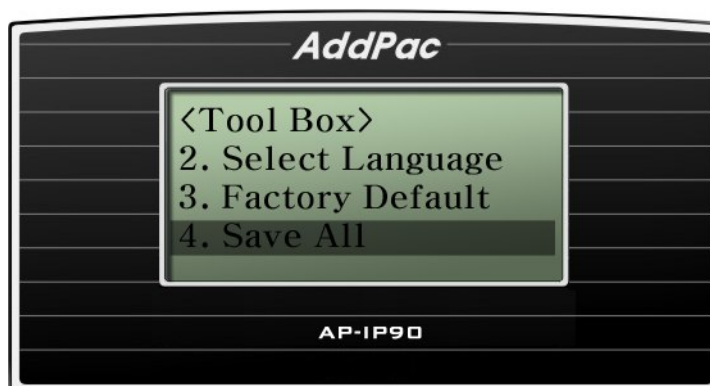 AddPac
<Tool Box>
2. Select Language
3. Factory Default
4. Save All
AP-IP90